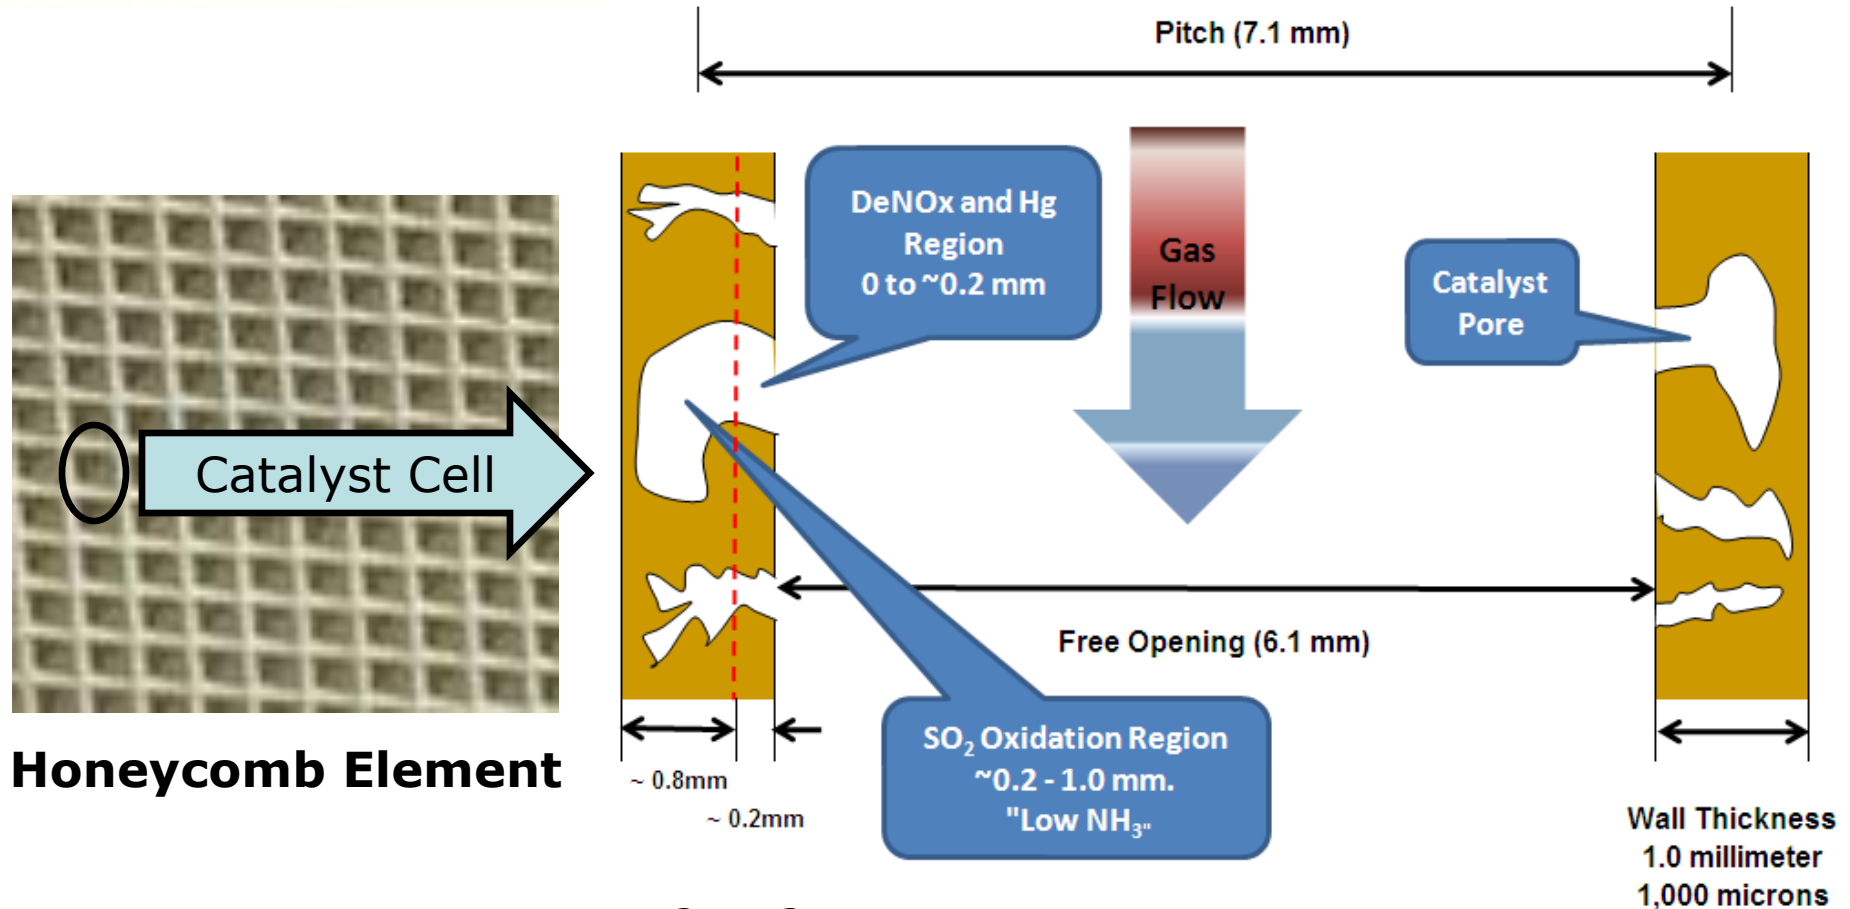 Pitch (7.1 mm)
DeNOx and Hg
Region
0 to ~0.2 mm
Gas
Flow
Catalyst
Pore
Catalyst Cell
Free Opening (6.1 mm)
Honeycomb Element
~ 0.8mm
~ 0.2mm
SO₂ Oxidation Region
~0.2 - 1.0 mm.
"Low NH₃"
Wall Thickness
1.0 millimeter
1,000 microns